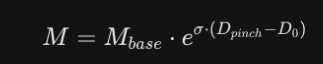 M = M_{base} · e^{σ·(D_{pinch}−D_0)}